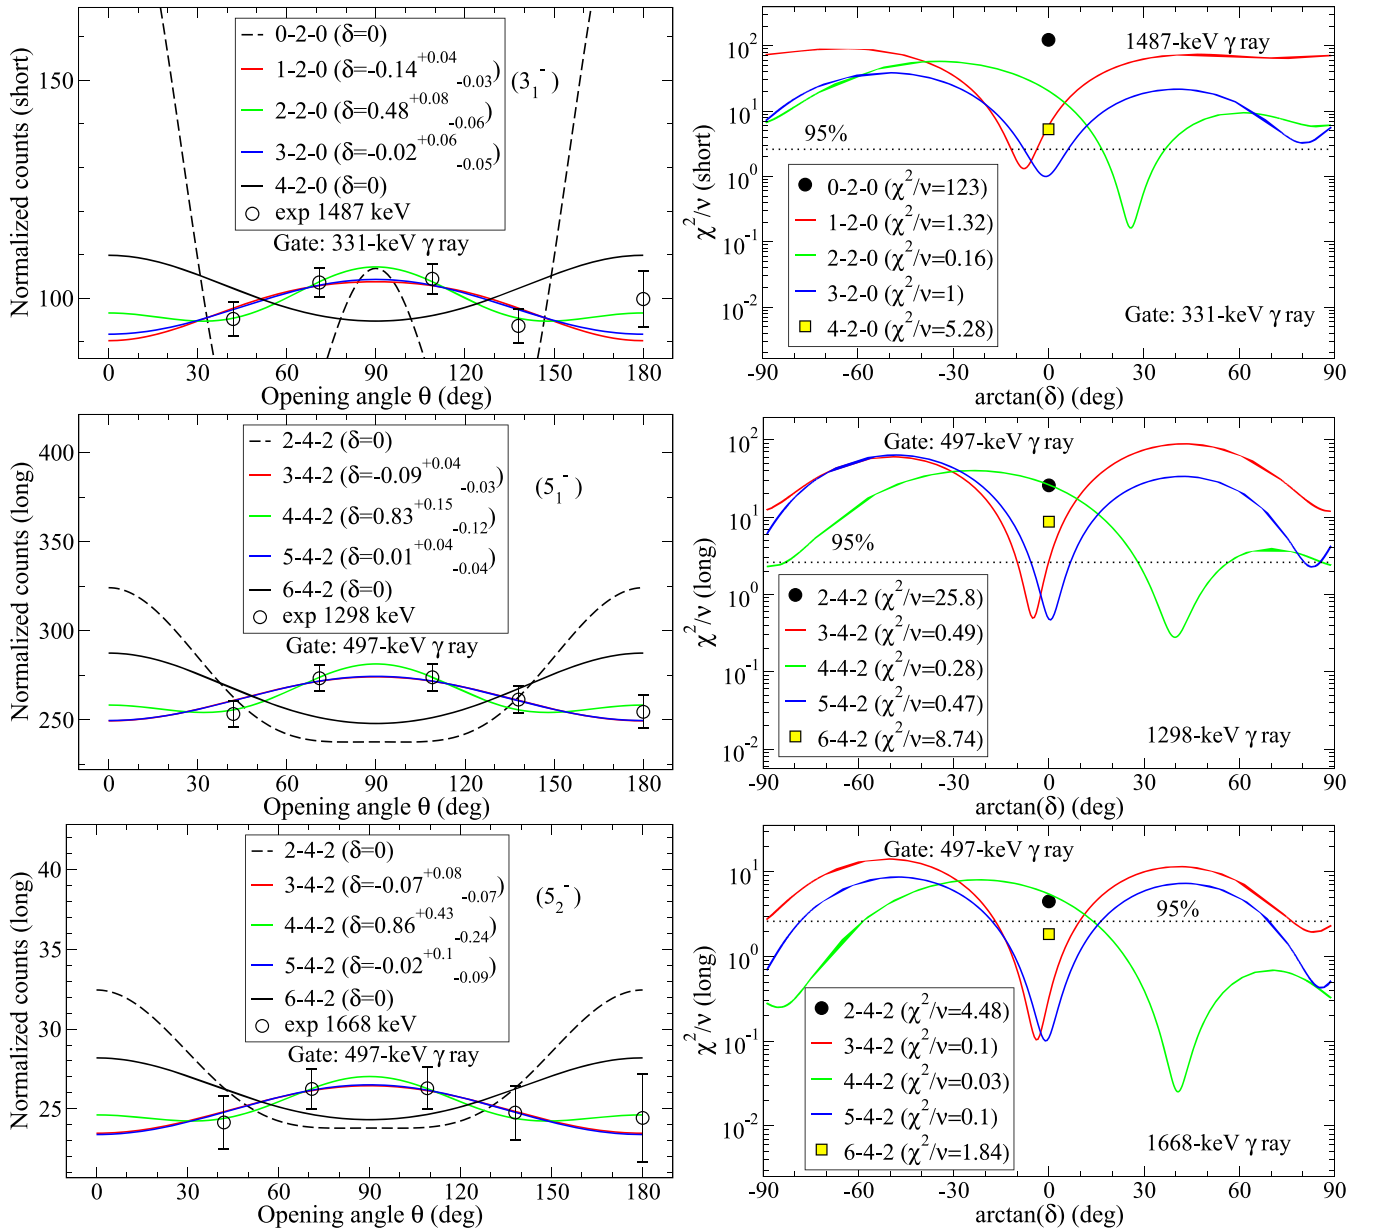 Normalized counts (short)
150
100
0-2-0 (δ=0)
1-2-0 (δ=-0.14+0.04-0.03)
2-2-0 (δ=0.48+0.08-0.06)
3-2-0 (δ=-0.02+0.06-0.05)
4-2-0 (δ=0)
exp 1487 keV
(3₁⁻)
Gate: 331-keV γ ray
0 30 60 90 120 150 180
Opening angle θ (deg)
χ²/ν (short)
10²
10¹
10⁰
10⁻¹
10⁻²
1487-keV γ ray
95%
0-2-0 (χ²/ν=123)
1-2-0 (χ²/ν=1.32)
2-2-0 (χ²/ν=0.16)
3-2-0 (χ²/ν=1)
4-2-0 (χ²/ν=5.28)
Gate: 331-keV γ ray
-90 -60 -30 0 30 60 90
arctan(δ) (deg)
Normalized counts (long)
400
350
300
250
2-4-2 (δ=0)
3-4-2 (δ=-0.09+0.04-0.03)
4-4-2 (δ=0.83+0.15-0.12)
5-4-2 (δ=0.01+0.04-0.04)
6-4-2 (δ=0)
exp 1298 keV
(5₁⁻)
Gate: 497-keV γ ray
0 30 60 90 120 150 180
Opening angle θ (deg)
χ²/ν (long)
10²
10¹
10⁰
10⁻¹
10⁻²
Gate: 497-keV γ ray
95%
2-4-2 (χ²/ν=25.8)
3-4-2 (χ²/ν=0.49)
4-4-2 (χ²/ν=0.28)
5-4-2 (χ²/ν=0.47)
6-4-2 (χ²/ν=8.74)
1298-keV γ ray
-90 -60 -30 0 30 60 90
arctan(δ) (deg)
Normalized counts (long)
40
35
30
25
2-4-2 (δ=0)
3-4-2 (δ=-0.07+0.08-0.07)
4-4-2 (δ=0.86+0.43-0.24)
5-4-2 (δ=-0.02+0.1-0.09)
6-4-2 (δ=0)
exp 1668 keV
(5₂⁻)
Gate: 497-keV γ ray
0 30 60 90 120 150 180
Opening angle θ (deg)
χ²/ν (long)
10¹
10⁰
10⁻¹
10⁻²
Gate: 497-keV γ ray
95%
2-4-2 (χ²/ν=4.48)
3-4-2 (χ²/ν=0.1)
4-4-2 (χ²/ν=0.03)
5-4-2 (χ²/ν=0.1)
6-4-2 (χ²/ν=1.84)
1668-keV γ ray
-90 -60 -30 0 30 60 90
arctan(δ) (deg)